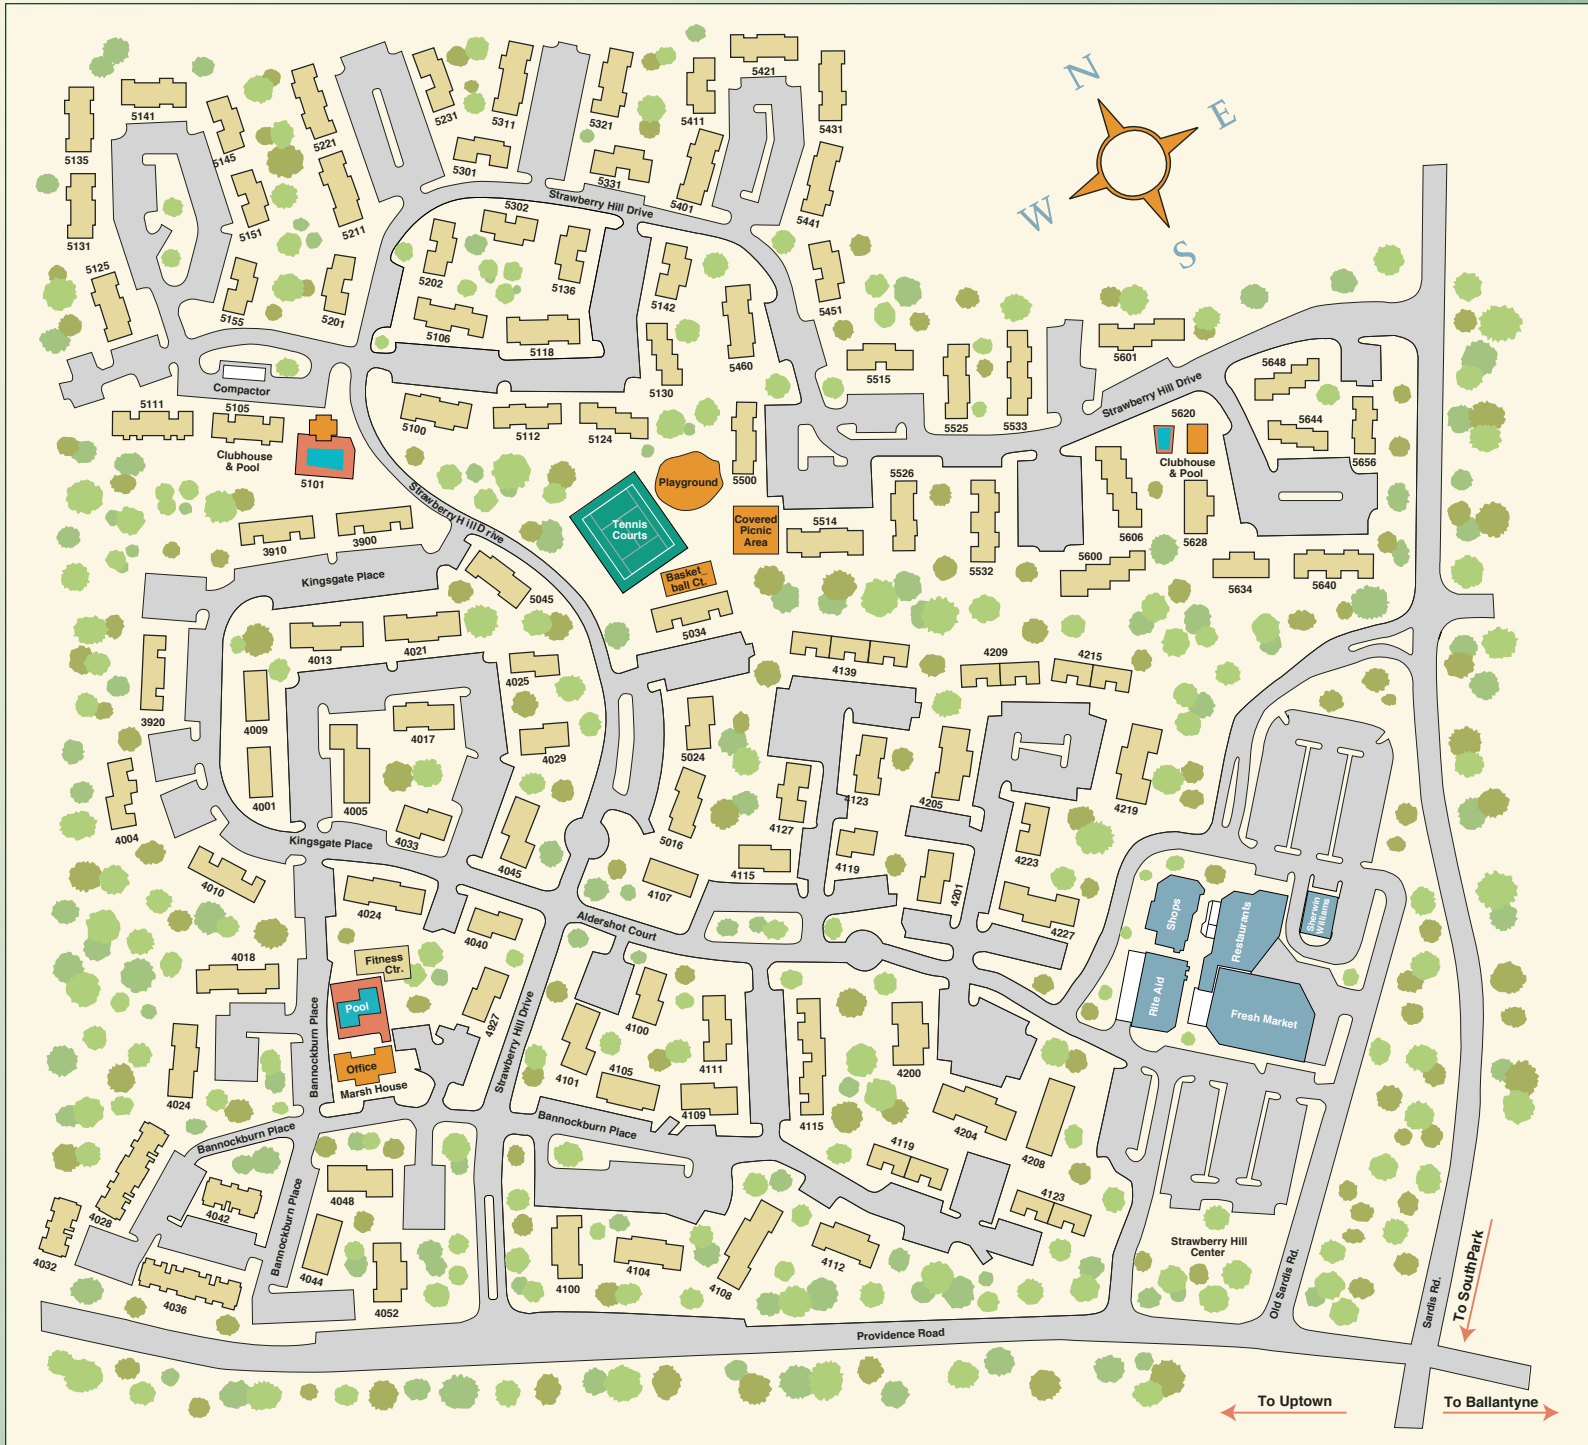 N
E
W
S
5421
5141
5231
5311
5321
5411
5431
5221
5135
5145
5301
5331
5401
5441
Strawberry Hill Drive
5302
5131
5151
5211
5125
5202
5136
5142
5451
5155
5201
5106
5118
5460
5130
5601
5515
5648
Strawberry Hill Drive
Compactor
5111
5105
5100
5112
5124
5525
5533
5620
5644
5656
Clubhouse
& Pool
5101
Clubhouse
& Pool
5500
5526
Playground
Strawberry Hill Drive
Tennis
Courts
Covered
Picnic
Area
5514
5606
5628
3910
3900
5532
5600
5634
5640
Kingsgate Place
Basket
ball Ct.
5045
5034
4013
4021
4139
4209
4215
4025
3920
4009
4017
4029
5024
4001
4005
4123
4205
4219
4127
4004
4033
Kingsgate Place
5016
4223
4119
4115
4045
4107
4010
4201
4024
4040
Aldershot Court
4227
Shops
Restaurants
Sherwin
Williams
Fitness
Ctr.
4018
Pool
4927
4100
Rite Aid
Fresh Market
Bannockburn Place
Strawberry Hill Drive
Office
Marsh House
4101
4105
4111
4200
4024
4109
4115
Bannockburn Place
Bannockburn Place
4204
4208
4119
4028
4042
4048
4123
Bannockburn Place
4032
4044
4036
4052
4100
4104
4108
4112
Strawberry Hill
Center
Old Sardis Rd.
Sardis Rd.
To SouthPark
Providence Road
To Uptown
To Ballantyne